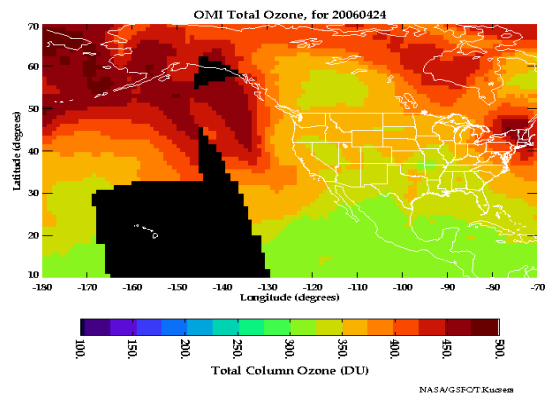 OMI Total Ozone, for 20060424
70
60
50
40
30
20
10
Latitude (degrees)
-180 -170 -160 -150 -140 -130 -120 -110 -100 -90 -80 -70
Longitude (degrees)
100. 150. 200. 250. 300. 350. 400. 450. 500.
Total Column Ozone (DU)
NASA/GSFC/T.Kucsera